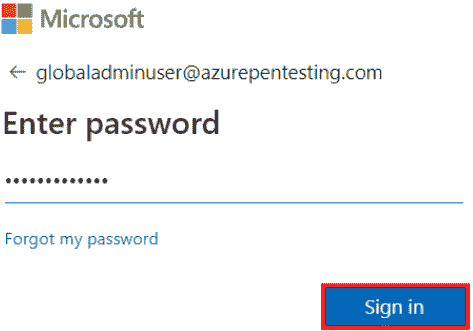 Microsoft
← globaladminuser@azurepentesting.com
Enter password
•••••••••••••
Forgot my password
Sign in